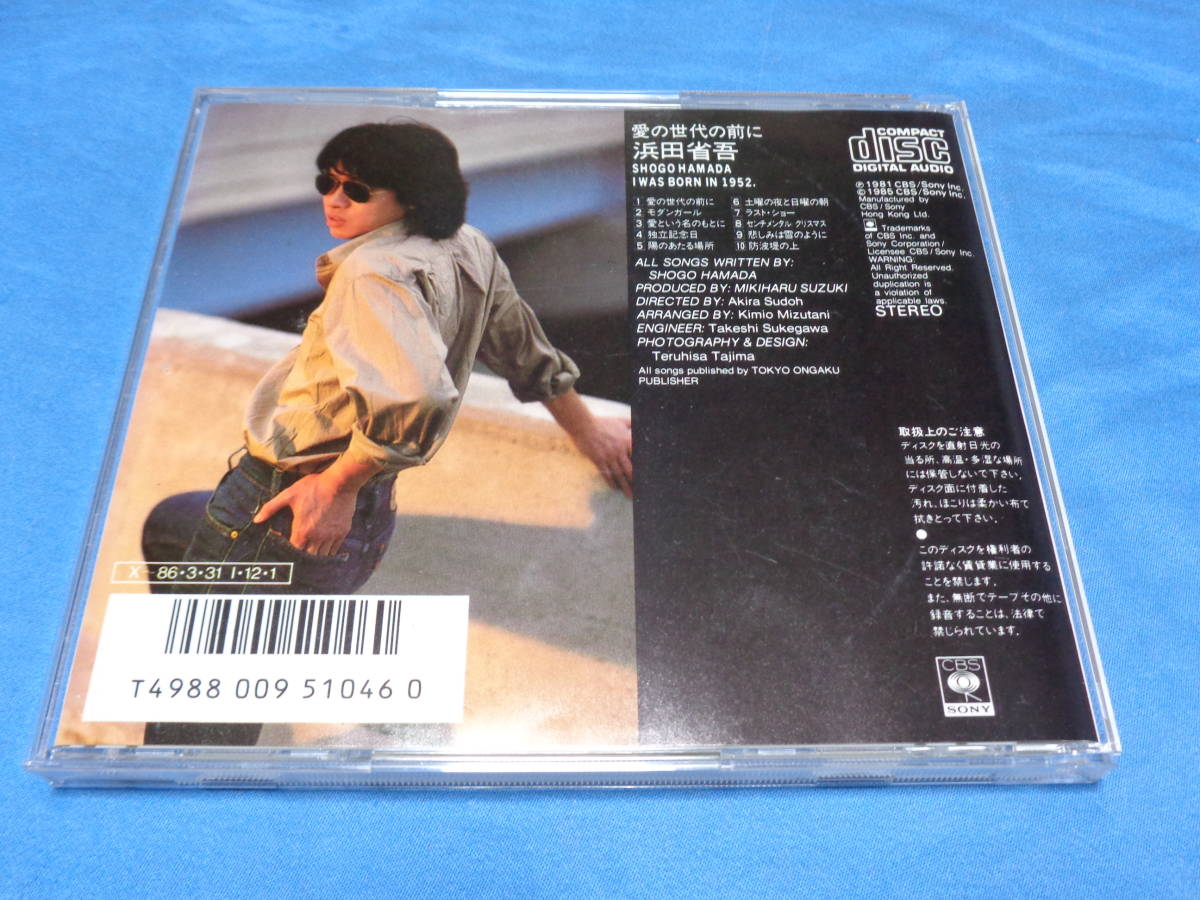 愛の世代の前に
浜田省吾
SHOGO HAMADA
I WAS BORN IN 1952.
1 愛の世代の前に
2 モダンガール
3 愛という名のもとに
4 独立記念日
5 陽のあたる場所
6 土曜の夜と日曜の朝
7 ラスト・ショー
8 センチメンタル クリスマス
9 悲しみは雪のように
10 防波堤の上
ALL SONGS WRITTEN BY:
SHOGO HAMADA
PRODUCED BY: MIKIHARU SUZUKI
DIRECTED BY: Akira Sudoh
ARRANGED BY: Kimio Mizutani
ENGINEER: Takeshi Sukegawa
PHOTOGRAPHY & DESIGN:
Teruhisa Tajima
All songs published by TOKYO ONGAKU
PUBLISHER
COMPACT
disc
DIGITAL AUDIO
℗ 1981 CBS/Sony Inc.
© 1985 CBS/Sony Inc.
Manufactured by
CBS/Sony
Hong Kong Ltd.
Trademarks
of CBS Inc. and
Sony Corporation/
Licensee CBS/Sony Inc.
WARNING:
All Right Reserved.
Unauthorized
duplication is
a violation of
applicable laws.
STEREO
取扱上のご注意
ディスクを直射日光の
当る所、高温・多湿な場所
には保管しないで下さい。
ディスク面に付着した
汚れ、ほこりは柔かい布で
拭きとって下さい。
●
このディスクを権利者の
許諾なく賃貸業に使用する
ことを禁じます。
また、無断でテープその他に
録音することは、法律で
禁じられています。
CBS
SONY
X-86・3・31 I・12・1
T4988 009 51046 0